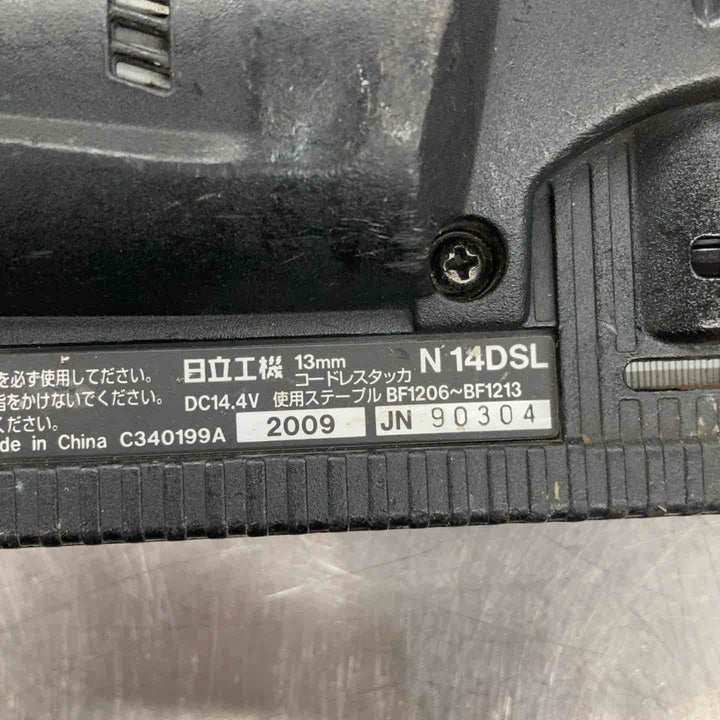 を必ず使用してください。
日立工機 13mm コードレスタッカ N 14DSL
指をかけないでください。
DC14.4V 使用ステープル BF1206~BF1213
ください。
de in China C340199A 2009 JN 90304